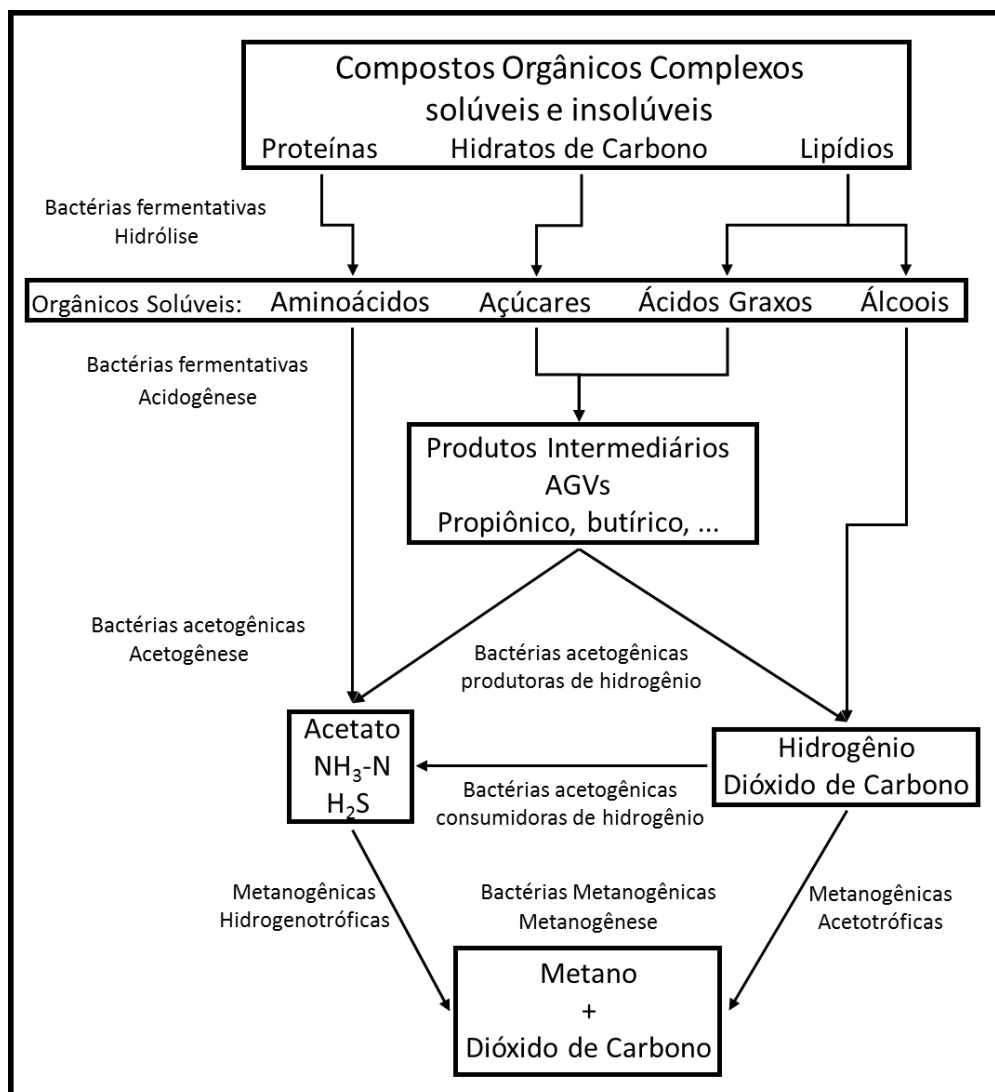 Compostos Orgânicos Complexos
solúveis e insolúveis
Proteínas Hidratos de Carbono Lipídios
Bactérias fermentativas
Hidrólise
Orgânicos Solúveis: Aminoácidos Açúcares Ácidos Graxos Álcoois
Bactérias fermentativas
Acidogênese
Produtos Intermediários
AGVs
Propiônico, butírico, ...
Bactérias acetogênicas
Acetogênese
Bactérias acetogênicas
produtoras de hidrogênio
Acetato
NH₃-N
H₂S
Hidrogênio
Dióxido de Carbono
Bactérias acetogênicas
consumidoras de hidrogênio
Metanogênicas
Hidrogenotróficas
Bactérias Metanogênicas
Metanogênese
Metanogênicas
Acetotróficas
Metano
+
Dióxido de Carbono